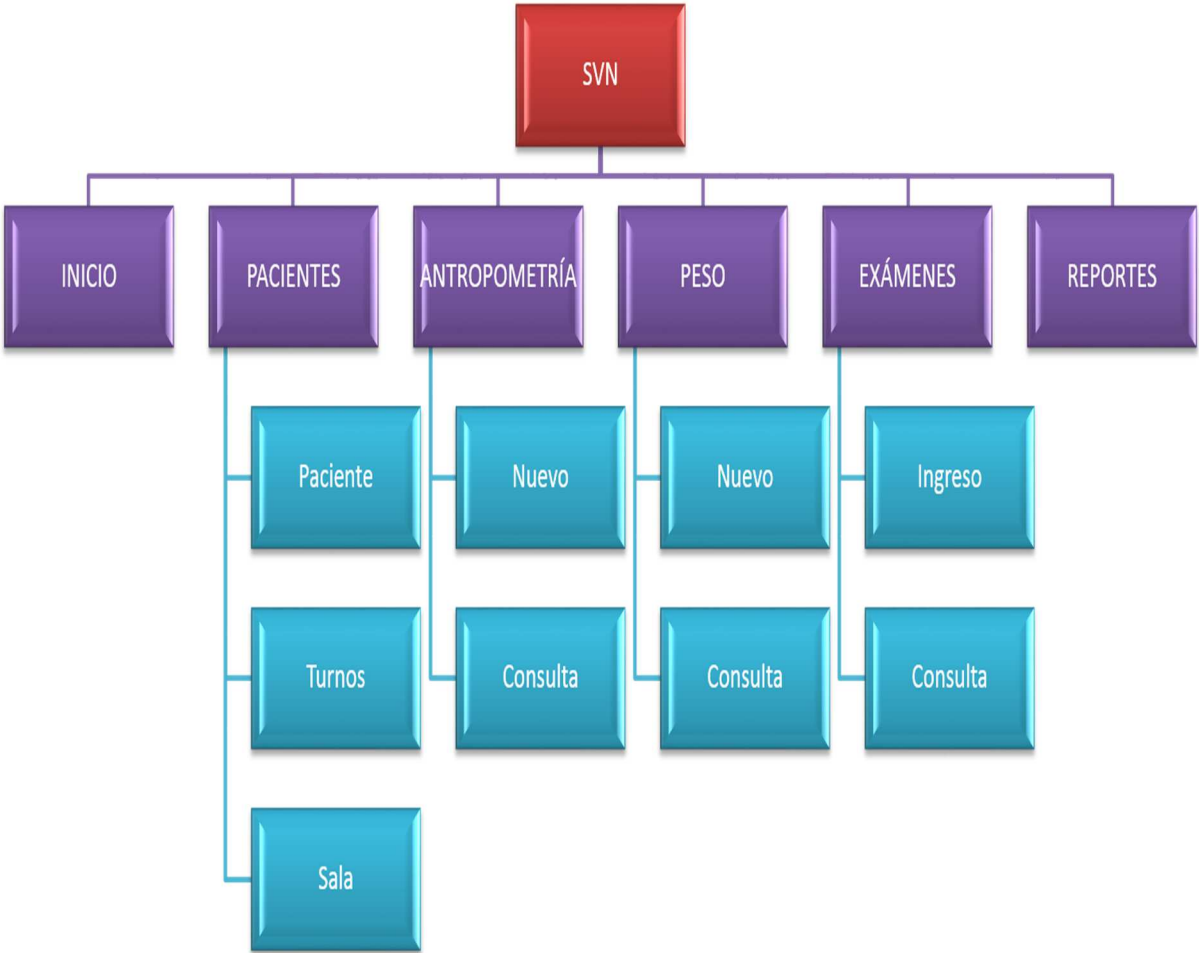 SVN
INICIO
PACIENTES
ANTROPOMETRÍA
PESO
EXÁMENES
REPORTES
Paciente
Nuevo
Nuevo
Ingreso
Turnos
Consulta
Consulta
Consulta
Sala